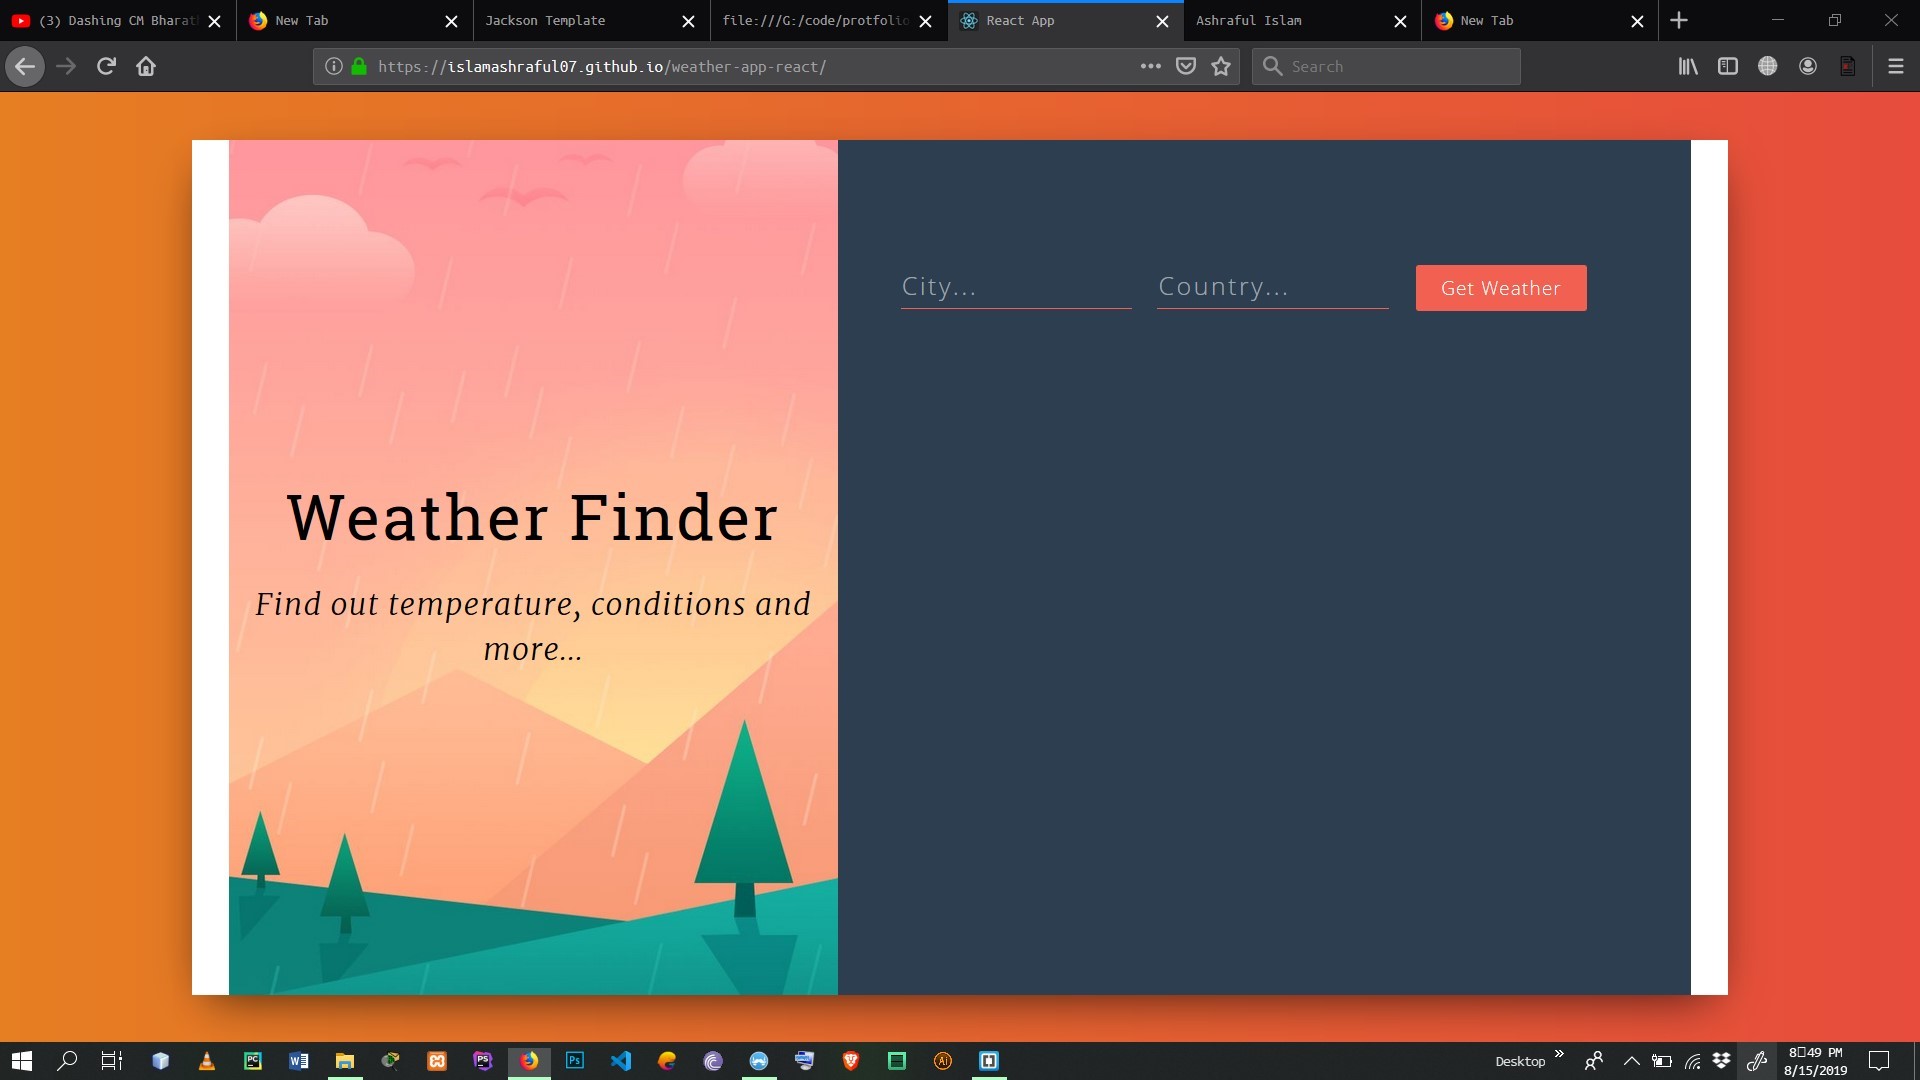 (3) Dashing CM Bharat
New Tab
Jackson Template
file:///G:/code/protfolio
React App
Ashraful Islam
New Tab
https://islamashraful07.github.io/weather-app-react/
Search
City...
Country...
Get Weather
Weather Finder
Find out temperature, conditions and
more...
Desktop
8:49 PM
8/15/2019